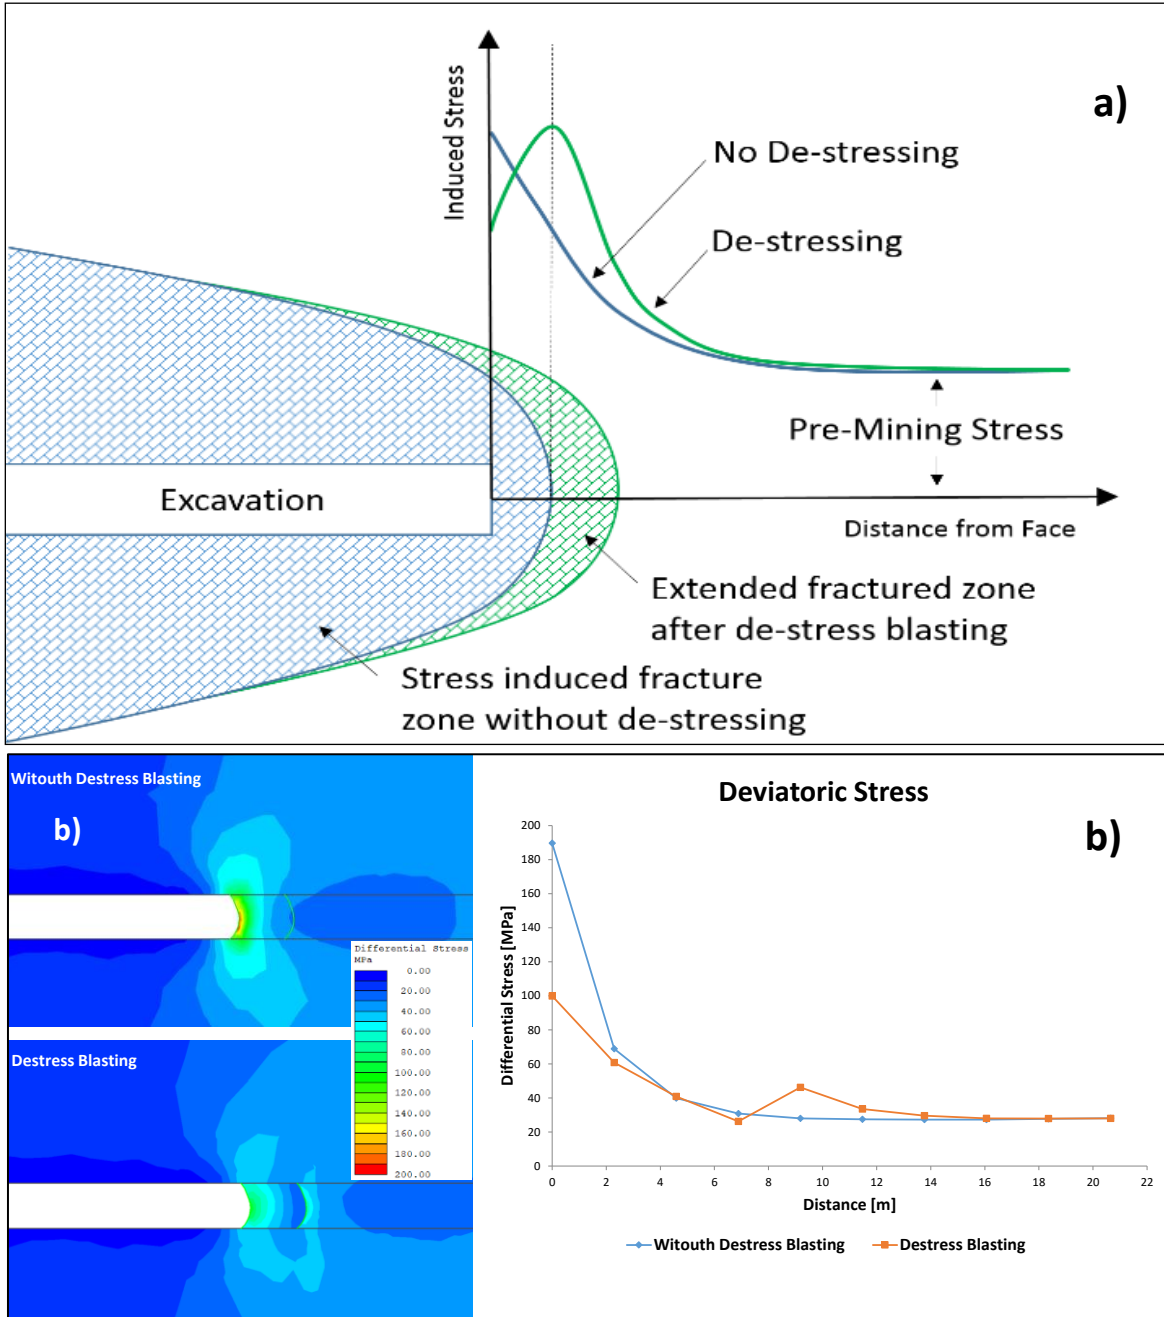 a)
Induced Stress
No De-stressing
De-stressing
Pre-Mining Stress
Excavation
Distance from Face
Extended fractured zone
after de-stress blasting
Stress induced fracture
zone without de-stressing
Witouth Destress Blasting
b)
Differential Stress
MPa
0.00
20.00
40.00
60.00
80.00
100.00
120.00
140.00
160.00
180.00
200.00
Destress Blasting
Deviatoric Stress
b)
Differential Stress [MPa]
200
180
160
140
120
100
80
60
40
20
0
0 2 4 6 8 10 12 14 16 18 20 22
Distance [m]
Witouth Destress Blasting
Destress Blasting